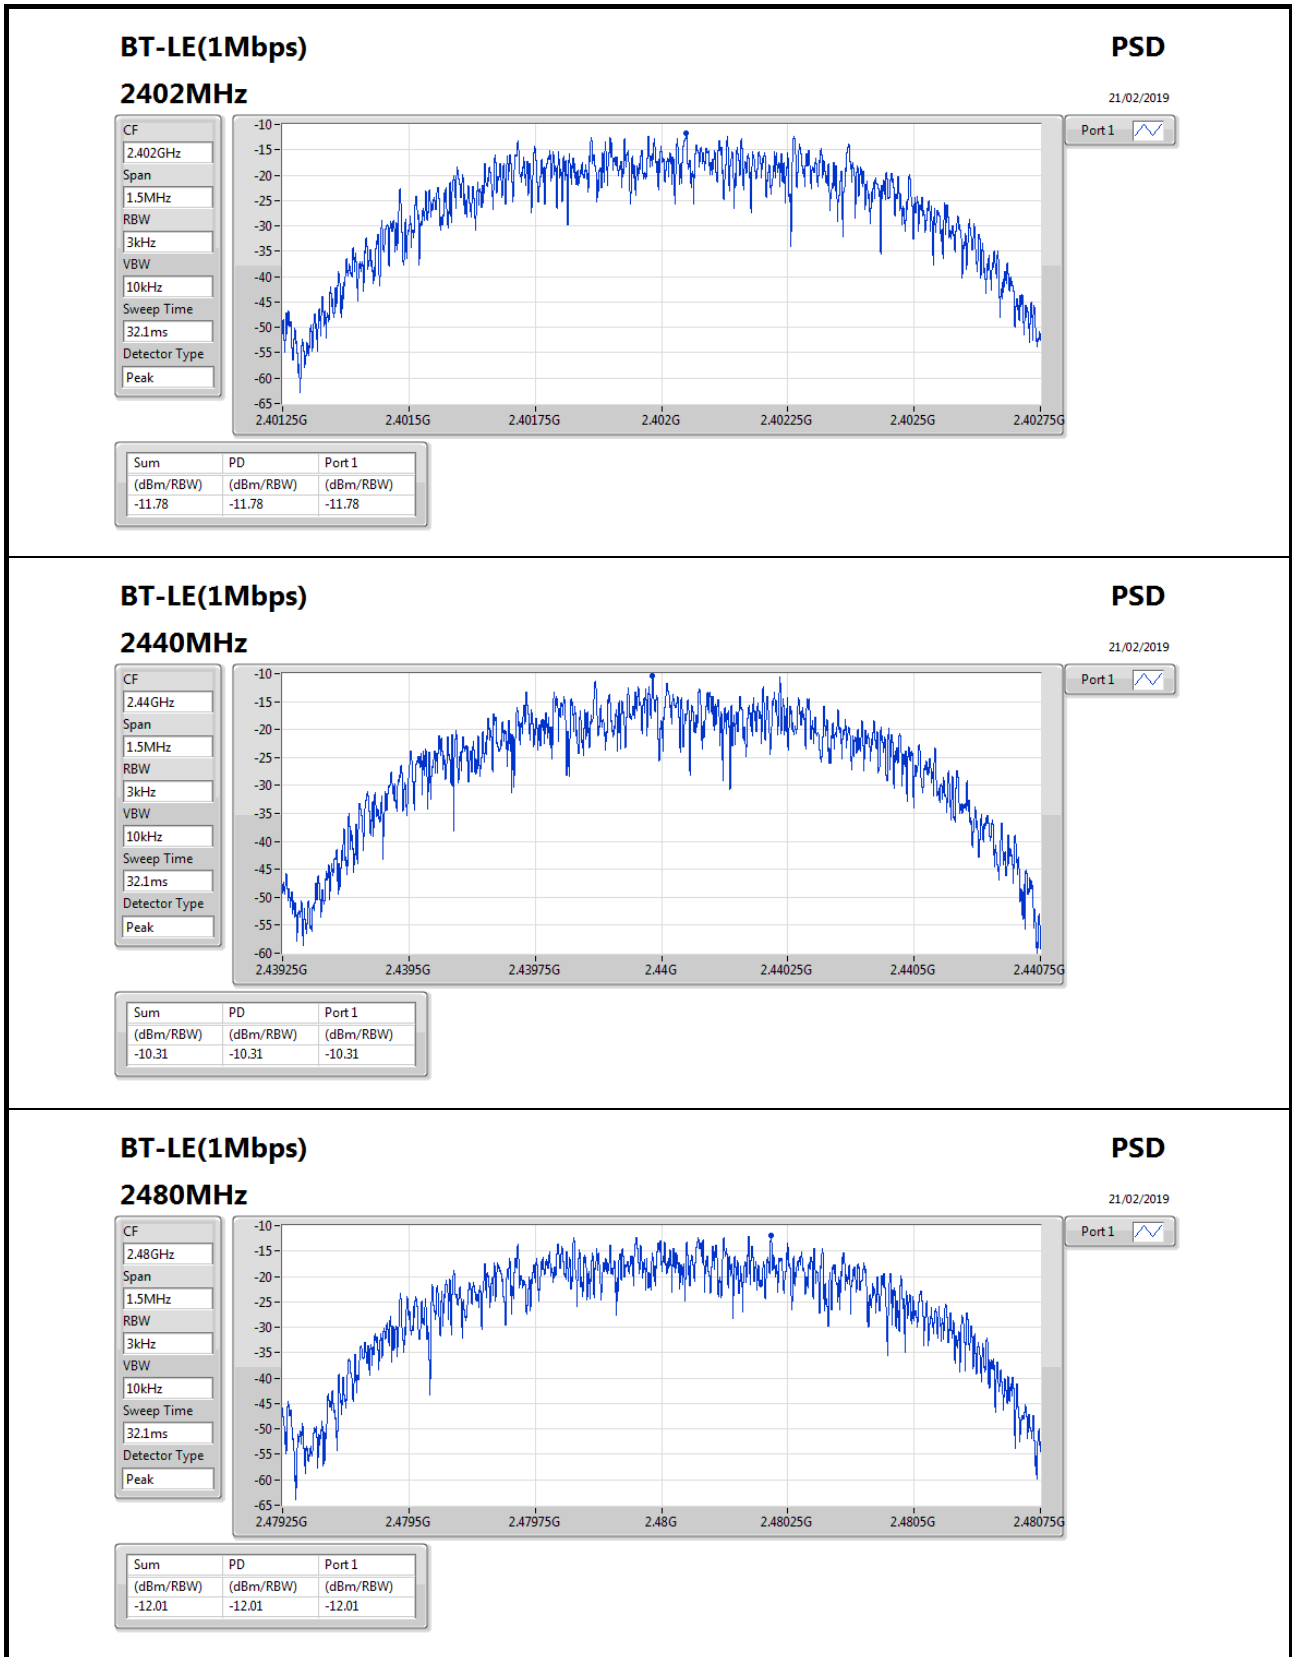 BT-LE(1Mbps) PSD
2402MHz 21/02/2019
CF
2.402GHz
Span
1.5MHz
RBW
3kHz
VBW
10kHz
Sweep Time
32.1ms
Detector Type
Peak
-10
-15
-20
-25
-30
-35
-40
-45
-50
-55
-60
-65
2.40125G 2.4015G 2.40175G 2.402G 2.40225G 2.4025G 2.40275G
Port 1
Sum PD Port 1
(dBm/RBW) (dBm/RBW) (dBm/RBW)
-11.78 -11.78 -11.78
BT-LE(1Mbps) PSD
2440MHz 21/02/2019
CF
2.44GHz
Span
1.5MHz
RBW
3kHz
VBW
10kHz
Sweep Time
32.1ms
Detector Type
Peak
-10
-15
-20
-25
-30
-35
-40
-45
-50
-55
-60
2.43925G 2.4395G 2.43975G 2.44G 2.44025G 2.4405G 2.44075G
Port 1
Sum PD Port 1
(dBm/RBW) (dBm/RBW) (dBm/RBW)
-10.31 -10.31 -10.31
BT-LE(1Mbps) PSD
2480MHz 21/02/2019
CF
2.48GHz
Span
1.5MHz
RBW
3kHz
VBW
10kHz
Sweep Time
32.1ms
Detector Type
Peak
-10
-15
-20
-25
-30
-35
-40
-45
-50
-55
-60
-65
2.47925G 2.4795G 2.47975G 2.48G 2.48025G 2.4805G 2.48075G
Port 1
Sum PD Port 1
(dBm/RBW) (dBm/RBW) (dBm/RBW)
-12.01 -12.01 -12.01